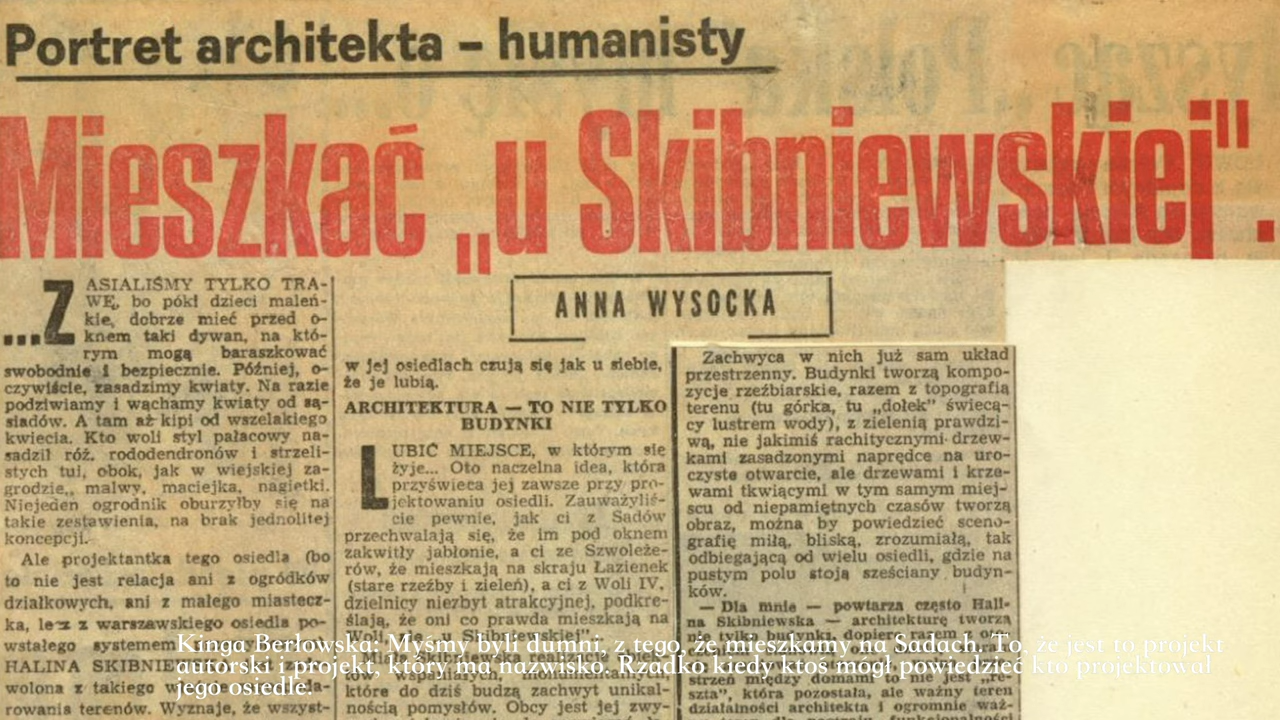 Portret architekta – humanisty
Mieszkać „u Skibniewskiej".
ANNA WYSOCKA
...ZASIALIŚMY TYLKO TRA-
WĘ, bo póki dzieci maleń-
kie, dobrze mieć przed o-
knem taki dywan, na któ-
rym mogą baraszkować
swobodnie i bezpiecznie. Później, o-
czywiście, zasadzimy kwiaty. Na razie
podziwiamy i wąchamy kwiaty od są-
siadów. A tam aż kipi od wszelakiego
kwiecia. Kto woli styl pałacowy na-
sadził róż, rododendronów i strzeli-
stych tui, obok, jak w wiejskiej za-
grodzie,, malwy, maciejka, nagietki.
Niejeden ogrodnik oburzyłby się na
takie zestawienia, na brak jednolitej
koncepcji.
Ale projektantka tego osiedla (bo
to nie jest relacja ani z ogródków
działkowych, ani z małego miastecz-
ka, lecz z warszawskiego osiedla po-
wstałego systemem
HALINA SKIBNIEWSKA
wolona z takiego
rowania terenów. Wyznaje, że wszyst-
w jej osiedlach czują się jak u siebie,
że je lubią.
ARCHITEKTURA — TO NIE TYLKO
BUDYNKI
LUBIĆ MIEJSCE, w którym się
żyje... Oto naczelna idea, która
przyświeca jej zawsze przy pro-
jektowaniu osiedli. Zauważyliś-
cie pewnie, jak ci z Sadów
przechwalają się, że im pod oknem
zakwitły jabłonie, a ci ze Szwoleże-
rów, że mieszkają na skraju Łazienek
(stare rzeźby i zieleń), a ci z Woli IV,
dzielnicy niezbyt atrakcyjnej, podkre-
ślają, że oni co prawda mieszkają na
Woli, ale „u Skibniewskiej".
które do dziś budzą zachwyt unikal-
nością pomysłów. Obcy jest jej zwy-
Zachwyca w nich już sam układ
przestrzenny. Budynki tworzą kompo-
zycje rzeźbiarskie, razem z topografią
terenu (tu górka, tu „dołek" świecą-
cy lustrem wody), z zielenią prawdzi-
wą, nie jakimiś rachitycznymi drzew-
kami zasadzonymi naprędce na uro-
czyste otwarcie, ale drzewami i krze-
wami tkwiącymi w tym samym miej-
scu od niepamiętnych czasów tworzą
obraz, można by powiedzieć sceno-
grafię miłą, bliską, zrozumiałą, tak
odbiegającą od wielu osiedli, gdzie na
pustym polu stoją sześciany budyn-
ków.
— Dla mnie — powtarza często Hali-
na Skibniewska — architekturę tworzą
nie tylko budynki, dopiero razem
strzeń między domami to nie jest „re-
szta", która pozostała, ale ważny teren
działalności architekta i ogromnie waż-
Kinga Berłowska: Myśmy byli dumni, z tego, że mieszkamy na Sadach. To, że jest to projekt
autorski i projekt, który ma nazwisko. Rzadko kiedy ktoś mógł powiedzieć kto projektował
jego osiedle.